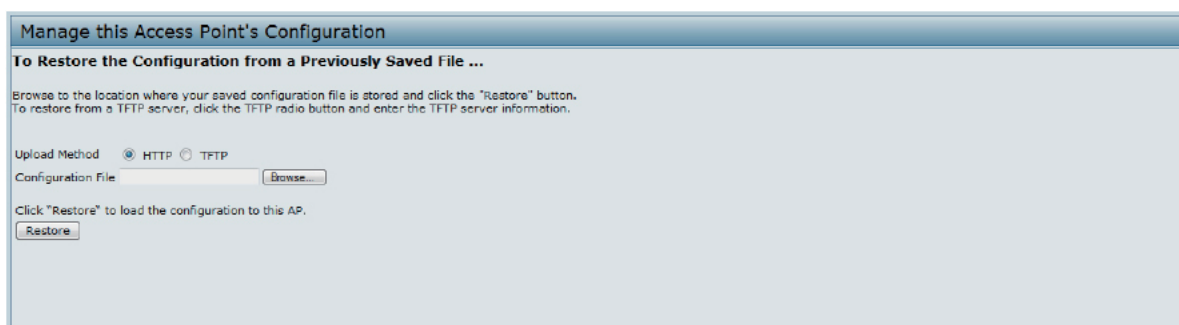 Manage this Access Point's Configuration
To Restore the Configuration from a Previously Saved File ...
Browse to the location where your saved configuration file is stored and click the "Restore" button.
To restore from a TFTP server, click the TFTP radio button and enter the TFTP server information.
Upload Method HTTP TFTP
Configuration File Browse...
Click "Restore" to load the configuration to this AP.
Restore